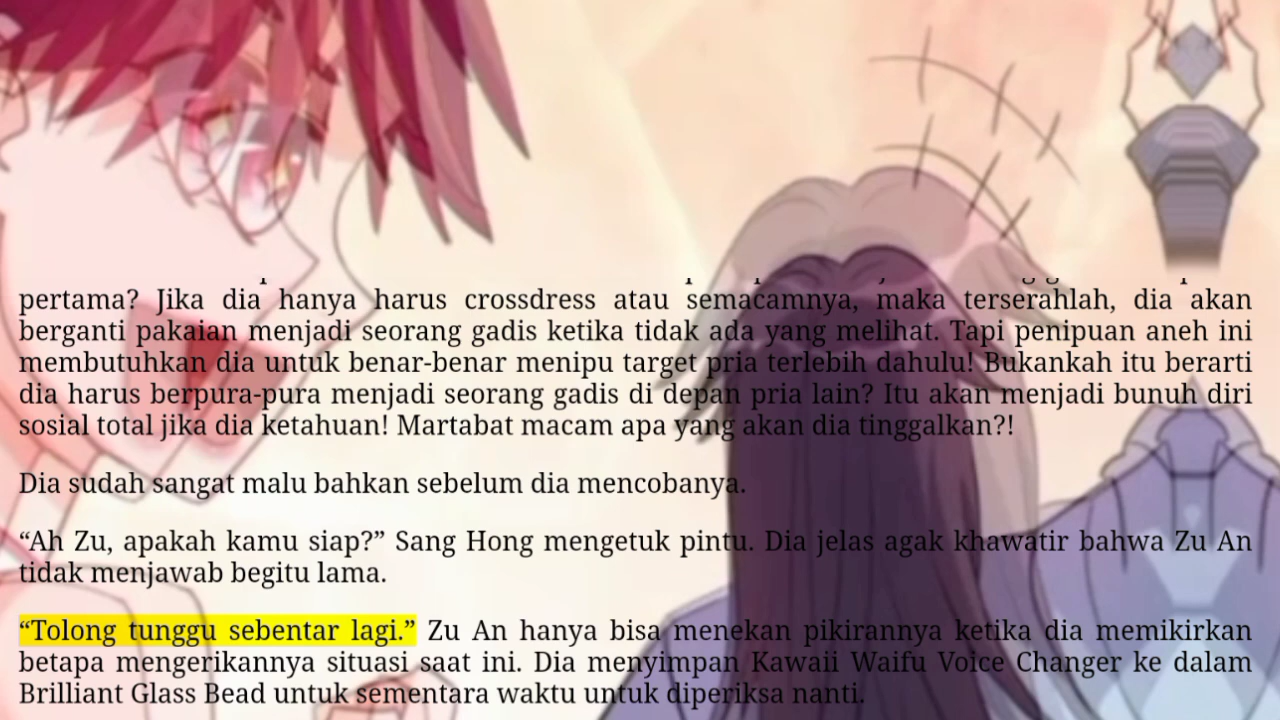 pertama? Jika dia hanya harus crossdress atau semacamnya, maka terserahlah, dia akan
berganti pakaian menjadi seorang gadis ketika tidak ada yang melihat. Tapi penipuan aneh ini
membutuhkan dia untuk benar-benar menipu target pria terlebih dahulu! Bukankah itu berarti
dia harus berpura-pura menjadi seorang gadis di depan pria lain? Itu akan menjadi bunuh diri
sosial total jika dia ketahuan! Martabat macam apa yang akan dia tinggalkan?!
Dia sudah sangat malu bahkan sebelum dia mencobanya.
“Ah Zu, apakah kamu siap?” Sang Hong mengetuk pintu. Dia jelas agak khawatir bahwa Zu An
tidak menjawab begitu lama.
“Tolong tunggu sebentar lagi.” Zu An hanya bisa menekan pikirannya ketika dia memikirkan
betapa mengerikannya situasi saat ini. Dia menyimpan Kawaii Waifu Voice Changer ke dalam
Brilliant Glass Bead untuk sementara waktu untuk diperiksa nanti.